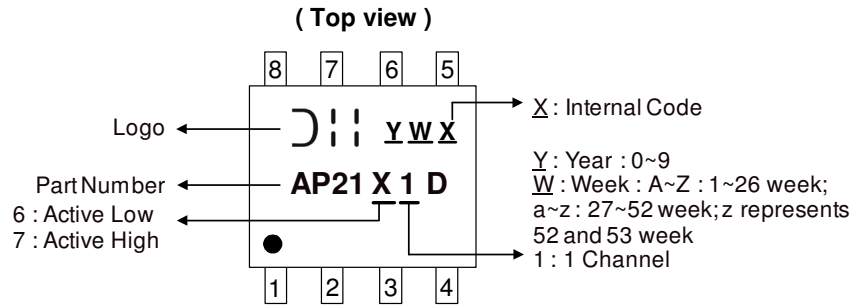 ( Top view )
8 7 6 5
Logo
Y W X
X : Internal Code
Part Number
AP21 X 1 D
6 : Active Low
7 : Active High
Y : Year : 0~9
W : Week : A~Z : 1~26 week;
a~z : 27~52 week; z represents
52 and 53 week
1 : 1 Channel
1 2 3 4